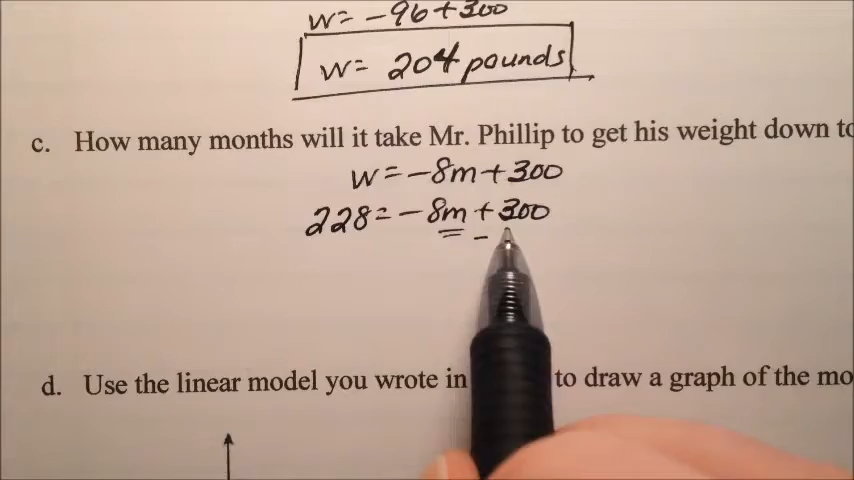 w= -96+300
w= 204 pounds
c. How many months will it take Mr. Phillip to get his weight down to
w=-8m+300
228=-8m+300
-
d. Use the linear model you wrote in to draw a graph of the mo